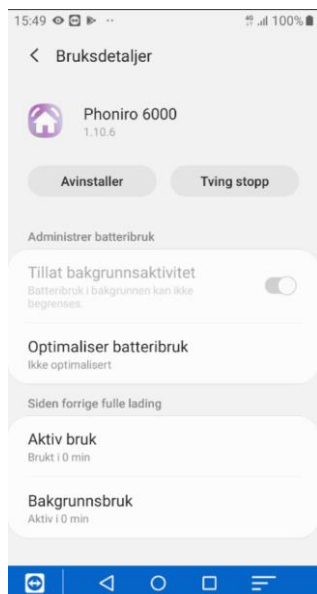 15:49
100%
Bruksdetaljer
Phoniro 6000
1.10.6
Avinstaller
Tving stopp
Administrer batteribruk
Tillat bakgrunnsaktivitet
Batteribruk i bakgrunnen kan ikke
begrenses.
Optimaliser batteribruk
Ikke optimalisert
Siden forrige fulle lading
Aktiv bruk
Brukt i 0 min
Bakgrunnsbruk
Aktiv i 0 min